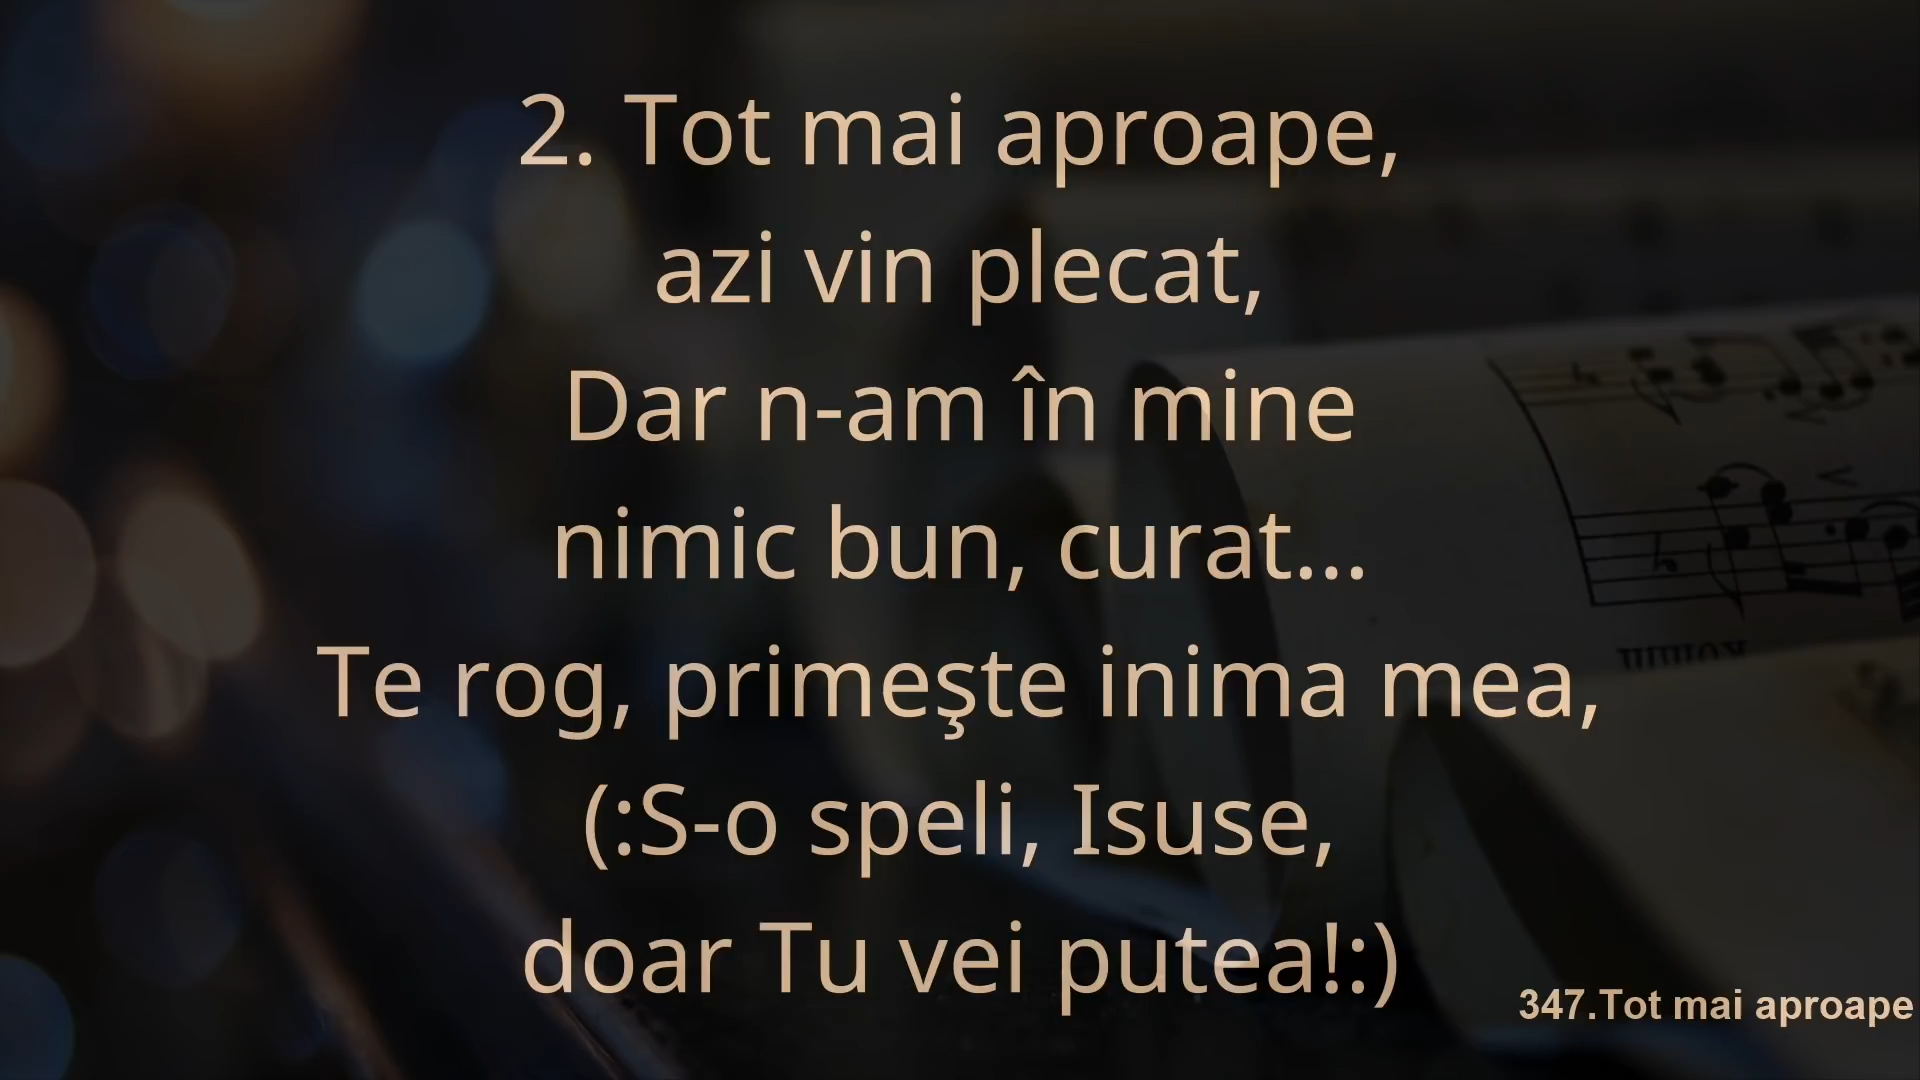 2. Tot mai aproape,
azi vin plecat,
Dar n-am în mine
nimic bun, curat...
Te rog, primeşte inima mea,
(:S-o speli, Isuse,
doar Tu vei putea!:)
347.Tot mai aproape